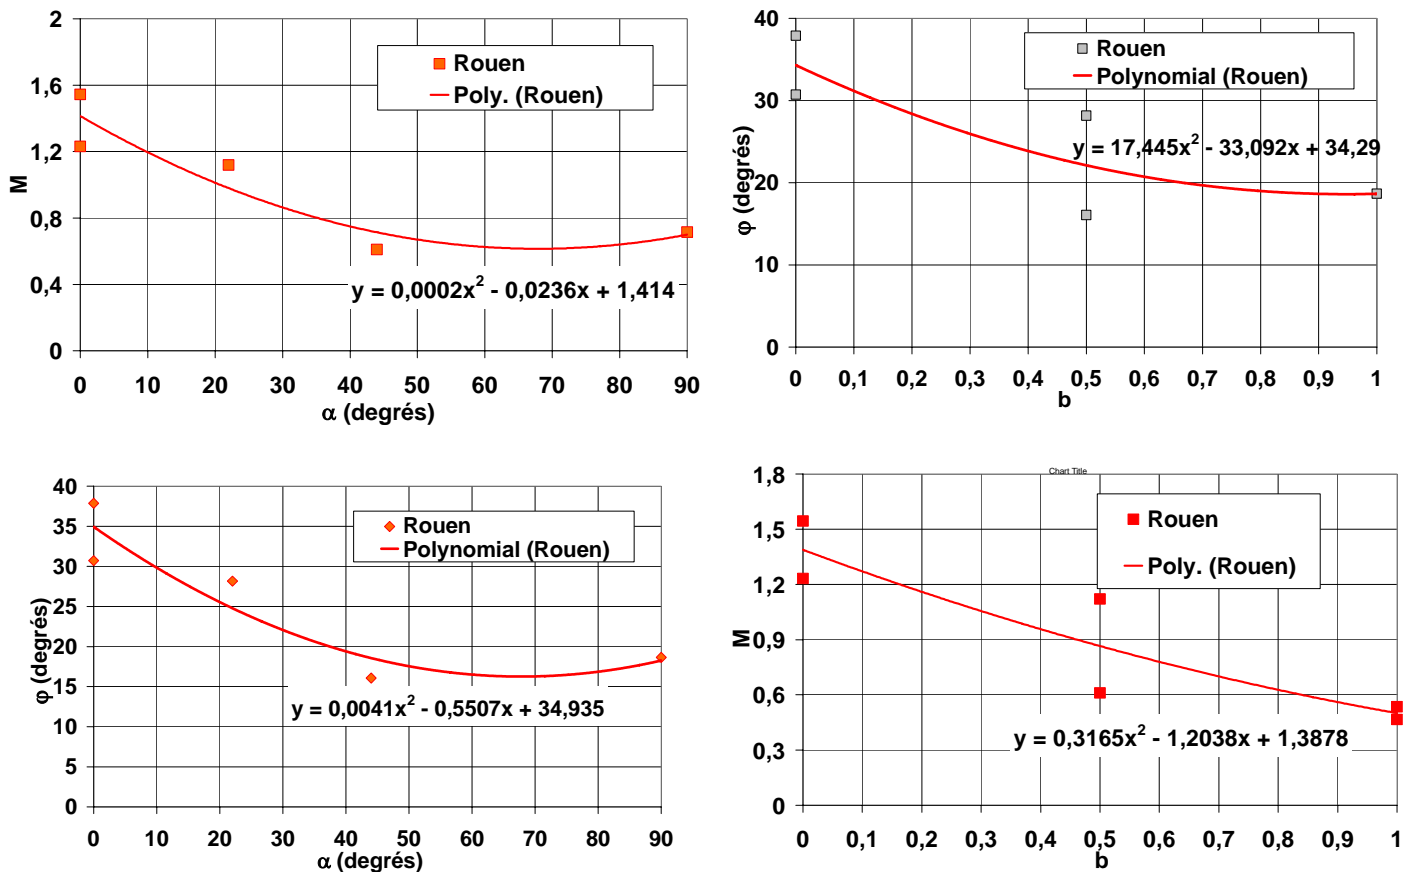 2
1,6
1,2
0,8
0,4
0
M
Rouen
Poly. (Rouen)
y = 0,0002x² - 0,0236x + 1,414
0 10 20 30 40 50 60 70 80 90
α (degrés)
40
30
20
10
0
φ (degrés)
Rouen
Polynomial (Rouen)
y = 17,445x² - 33,092x + 34,29
0 0,1 0,2 0,3 0,4 0,5 0,6 0,7 0,8 0,9 1
b
40
35
30
25
20
15
10
5
0
φ (degrés)
Rouen
Polynomial (Rouen)
y = 0,0041x² - 0,5507x + 34,935
0 10 20 30 40 50 60 70 80 90
α (degrés)
Chart Title
1,8
1,5
1,2
0,9
0,6
0,3
0
M
Rouen
Poly. (Rouen)
y = 0,3165x² - 1,2038x + 1,3878
0 0,1 0,2 0,3 0,4 0,5 0,6 0,7 0,8 0,9 1
b